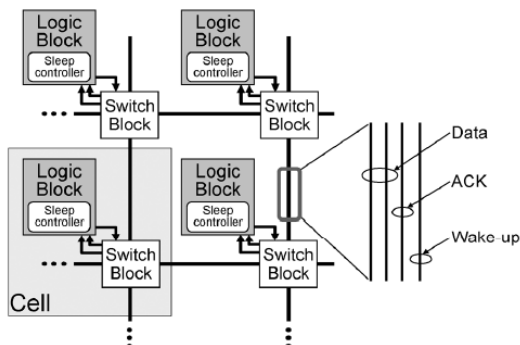 Logic
Block
Sleep
controller
Switch
Block
Logic
Block
Sleep
controller
Switch
Block
Logic
Block
Sleep
controller
Switch
Block
Cell
Logic
Block
Sleep
controller
Switch
Block
Data
ACK
Wake-up